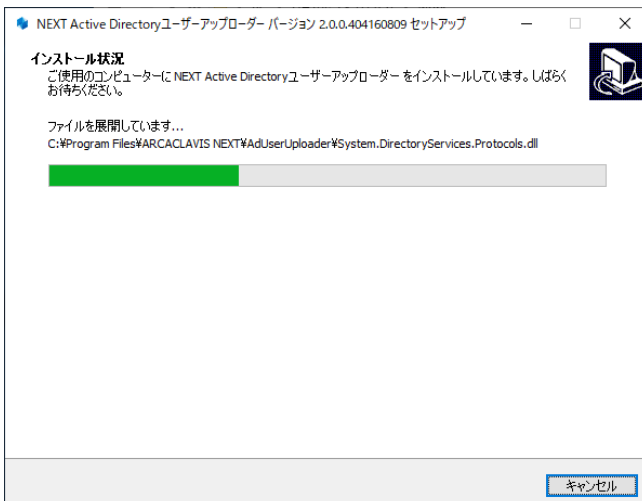 NEXT Active Directoryユーザーアップローダー バージョン 2.0.0.404160809 セットアップ
インストール状況
ご使用のコンピューターに NEXT Active Directoryユーザーアップローダー をインストールしています。しばらく
お待ちください。
ファイルを展開しています...
C:¥Program Files¥ARCACLAVIS NEXT¥AdUserUploader¥System.DirectoryServices.Protocols.dll
キャンセル